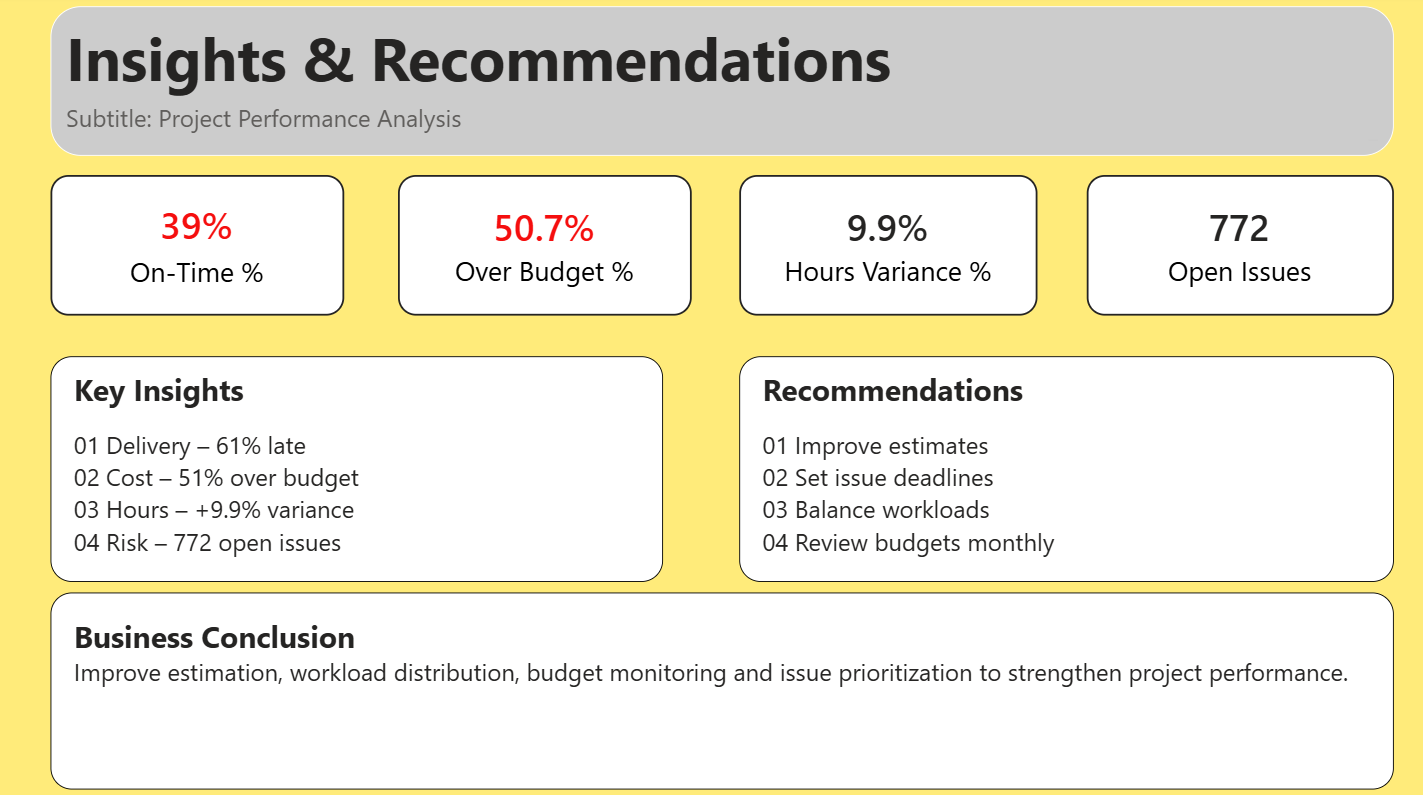 Insights & Recommendations
Subtitle: Project Performance Analysis
39%
On-Time %
50.7%
Over Budget %
9.9%
Hours Variance %
772
Open Issues
Key Insights
01 Delivery – 61% late
02 Cost – 51% over budget
03 Hours – +9.9% variance
04 Risk – 772 open issues
Recommendations
01 Improve estimates
02 Set issue deadlines
03 Balance workloads
04 Review budgets monthly
Business Conclusion
Improve estimation, workload distribution, budget monitoring and issue prioritization to strengthen project performance.